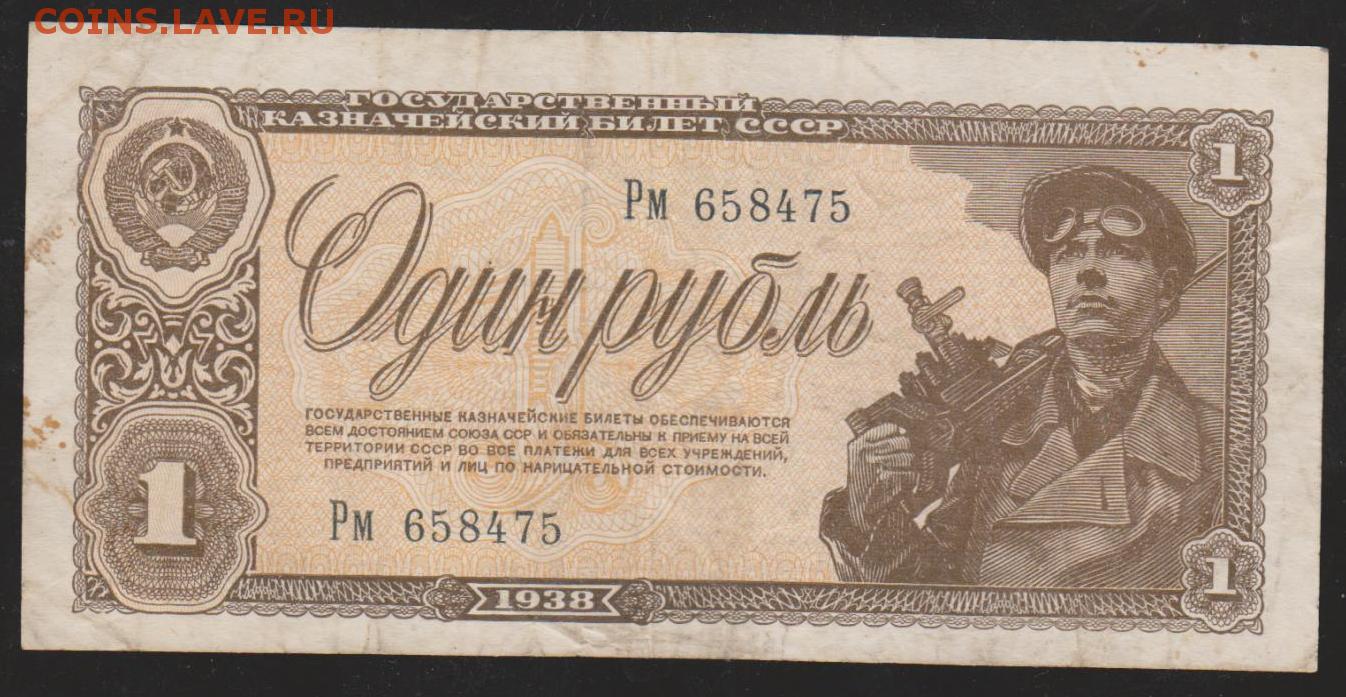 COINS.LAVE.RU
ГОСУДАРСТВЕННЫЙ
КАЗНАЧЕЙСКИЙ БИЛЕТ СССР
1
Рм 658475
Один рубль
ГОСУДАРСТВЕННЫЕ КАЗНАЧЕЙСКИЕ БИЛЕТЫ ОБЕСПЕЧИВАЮТСЯ
ВСЕМ ДОСТОЯНИЕМ СОЮЗА ССР И ОБЯЗАТЕЛЬНЫ К ПРИЕМУ НА ВСЕЙ
ТЕРРИТОРИИ СССР ВО ВСЕ ПЛАТЕЖИ ДЛЯ ВСЕХ УЧРЕЖДЕНИЙ,
ПРЕДПРИЯТИЙ И ЛИЦ ПО НАРИЦАТЕЛЬНОЙ СТОИМОСТИ.
1
Рм 658475
1
1938